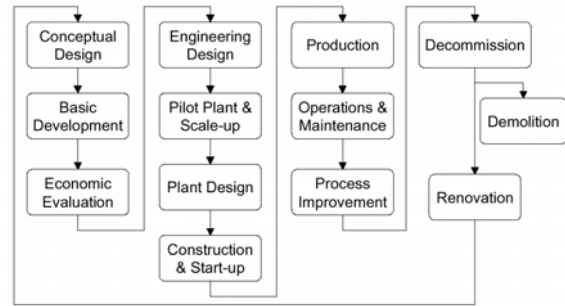 Conceptual
Design
Basic
Development
Economic
Evaluation
Engineering
Design
Pilot Plant &
Scale-up
Plant Design
Construction
& Start-up
Production
Operations &
Maintenance
Process
Improvement
Decommission
Demolition
Renovation